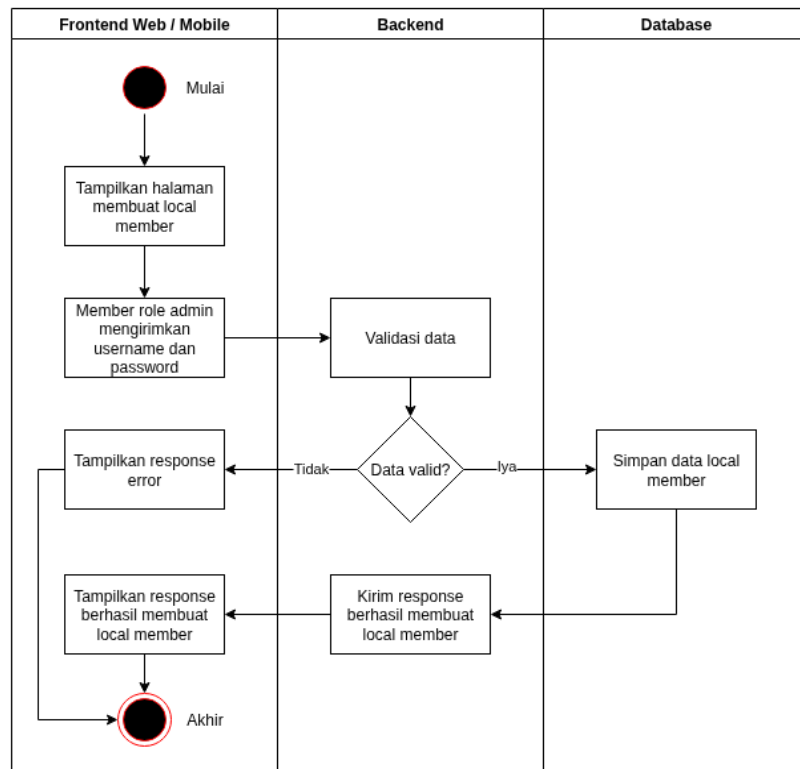 Frontend Web / Mobile
Backend
Database
Mulai
Tampilkan halaman
membuat local
member
Member role admin
mengirimkan
username dan
password
Validasi data
Tampilkan response
error
Tidak
Data valid?
Iya
Simpan data local
member
Tampilkan response
berhasil membuat
local member
Kirim response
berhasil membuat
local member
Akhir